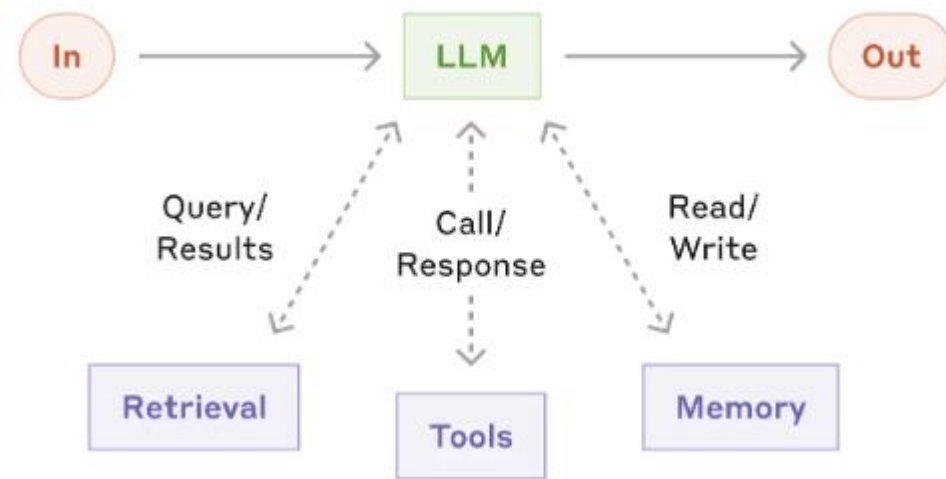 In
LLM
Out
Query/
Results
Call/
Response
Read/
Write
Retrieval
Tools
Memory